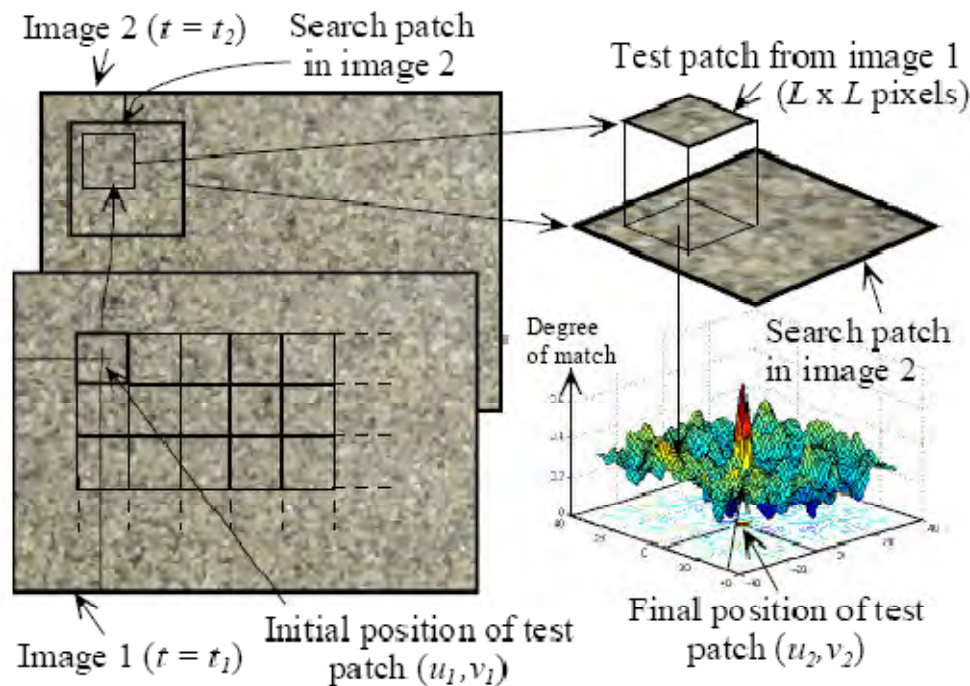 Image 2 (t = t₂)
Search patch
in image 2
Test patch from image 1
(L x L pixels)
Search patch
in image 2
Degree
of match
0
Final position of test
patch (u₂,v₂)
Initial position of test
patch (u₁,v₁)
Image 1 (t = t₁)